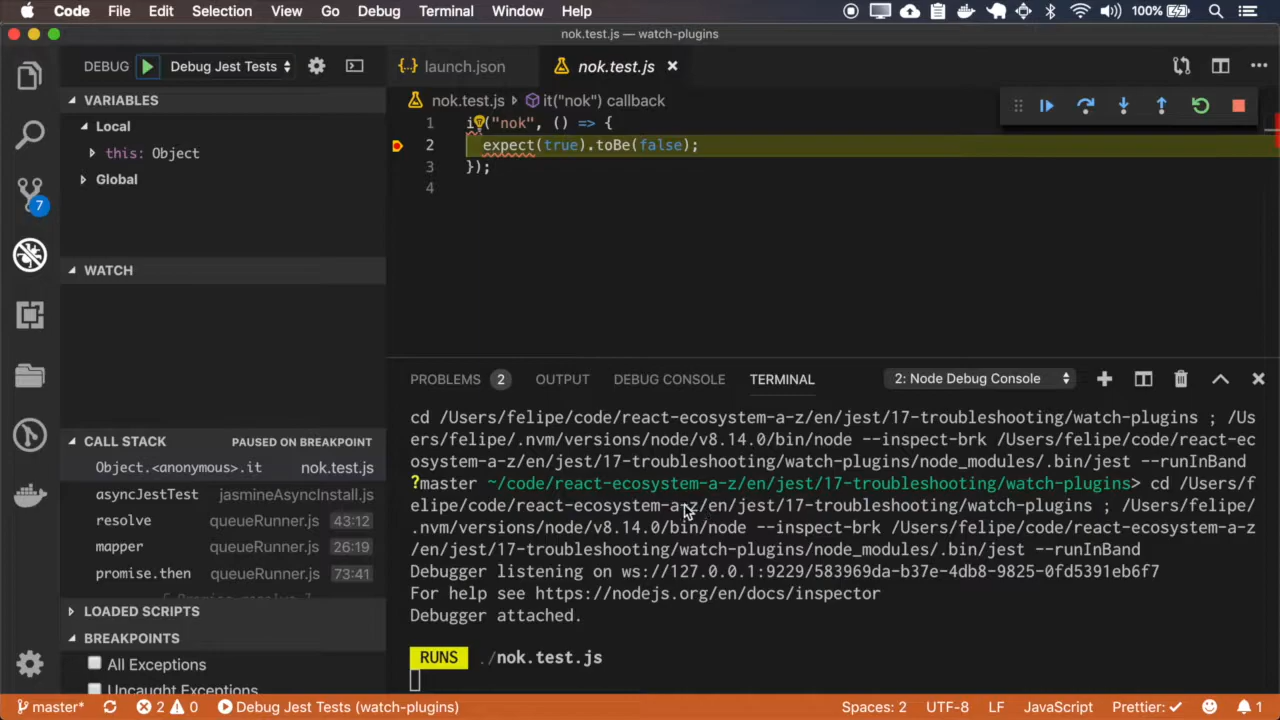 Code File Edit Selection View Go Debug Terminal Window Help 100%
nok.test.js — watch-plugins
DEBUG Debug Jest Tests
launch.json nok.test.js
VARIABLES
Local
this: Object
Global
WATCH
7
CALL STACK PAUSED ON BREAKPOINT
Object.<anonymous>.it nok.test.js
asyncJestTest jasmineAsyncInstall.js
resolve queueRunner.js 43:12
mapper queueRunner.js 26:19
promise.then queueRunner.js 73:41
LOADED SCRIPTS
BREAKPOINTS
All Exceptions
Uncaught Exceptions
nok.test.js it("nok") callback
1 i ("nok", () => {
2 expect(true).toBe(false);
3 });
4
PROBLEMS 2 OUTPUT DEBUG CONSOLE TERMINAL 2: Node Debug Console
cd /Users/felipe/code/react-ecosystem-a-z/en/jest/17-troubleshooting/watch-plugins ; /Us
ers/felipe/.nvm/versions/node/v8.14.0/bin/node --inspect-brk /Users/felipe/code/react-ec
osystem-a-z/en/jest/17-troubleshooting/watch-plugins/node_modules/.bin/jest --runInBand
?master ~/code/react-ecosystem-a-z/en/jest/17-troubleshooting/watch-plugins> cd /Users/f
elipe/code/react-ecosystem-a-z/en/jest/17-troubleshooting/watch-plugins ; /Users/felipe/
.nvm/versions/node/v8.14.0/bin/node --inspect-brk /Users/felipe/code/react-ecosystem-a-z
/en/jest/17-troubleshooting/watch-plugins/node_modules/.bin/jest --runInBand
Debugger listening on ws://127.0.0.1:9229/583969da-b37e-4db8-9825-0fd5391eb6f7
For help see https://nodejs.org/en/docs/inspector
Debugger attached.
RUNS ./nok.test.js
master* 2 0 Debug Jest Tests (watch-plugins) Spaces: 2 UTF-8 LF JavaScript Prettier: ✓ 1